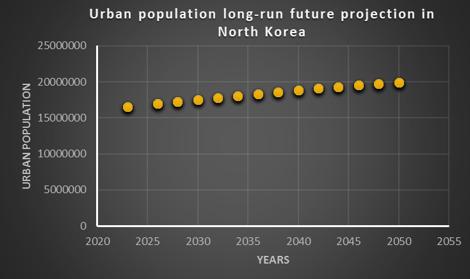 Urban population long-run future projection in
North Korea
25000000
20000000
15000000
10000000
5000000
0
URBAN POPULATION
2020 2025 2030 2035 2040 2045 2050 2055
YEARS